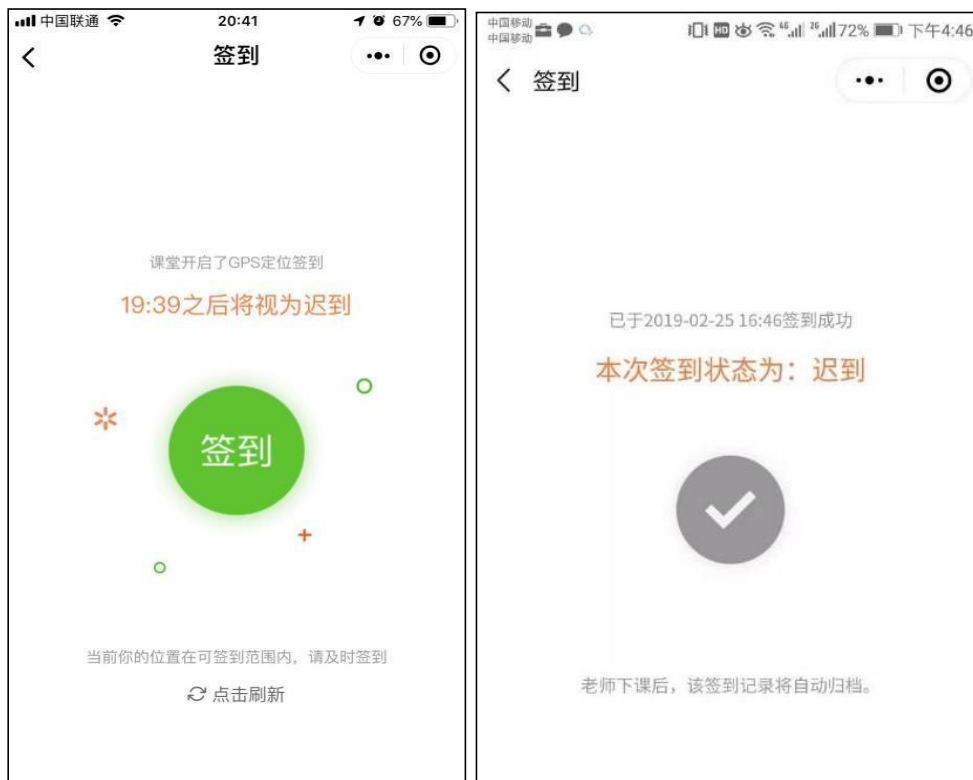 中国联通 20:41 67%
签到
课堂开启了GPS定位签到
19:39之后将视为迟到
签到
当前你的位置在可签到范围内，请及时签到
点击刷新
中国移动
中国移动
HD 46 26 72% 下午4:46
签到
已于2019-02-25 16:46签到成功
本次签到状态为：迟到
老师下课后，该签到记录将自动归档。